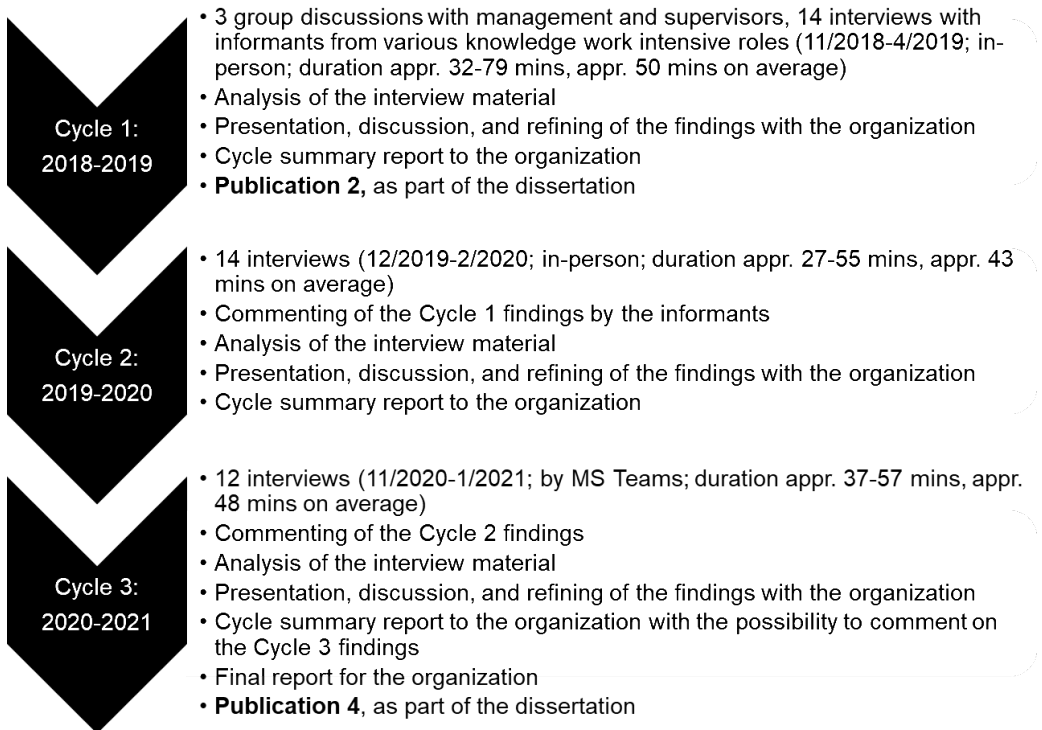 Cycle 1:
2018-2019
• 3 group discussions with management and supervisors, 14 interviews with
informants from various knowledge work intensive roles (11/2018-4/2019; in-
person; duration appr. 32-79 mins, appr. 50 mins on average)
• Analysis of the interview material
• Presentation, discussion, and refining of the findings with the organization
• Cycle summary report to the organization
• Publication 2, as part of the dissertation
Cycle 2:
2019-2020
• 14 interviews (12/2019-2/2020; in-person; duration appr. 27-55 mins, appr. 43
mins on average)
• Commenting of the Cycle 1 findings by the informants
• Analysis of the interview material
• Presentation, discussion, and refining of the findings with the organization
• Cycle summary report to the organization
Cycle 3:
2020-2021
• 12 interviews (11/2020-1/2021; by MS Teams; duration appr. 37-57 mins, appr.
48 mins on average)
• Commenting of the Cycle 2 findings
• Analysis of the interview material
• Presentation, discussion, and refining of the findings with the organization
• Cycle summary report to the organization with the possibility to comment on
the Cycle 3 findings
• Final report for the organization
• Publication 4, as part of the dissertation